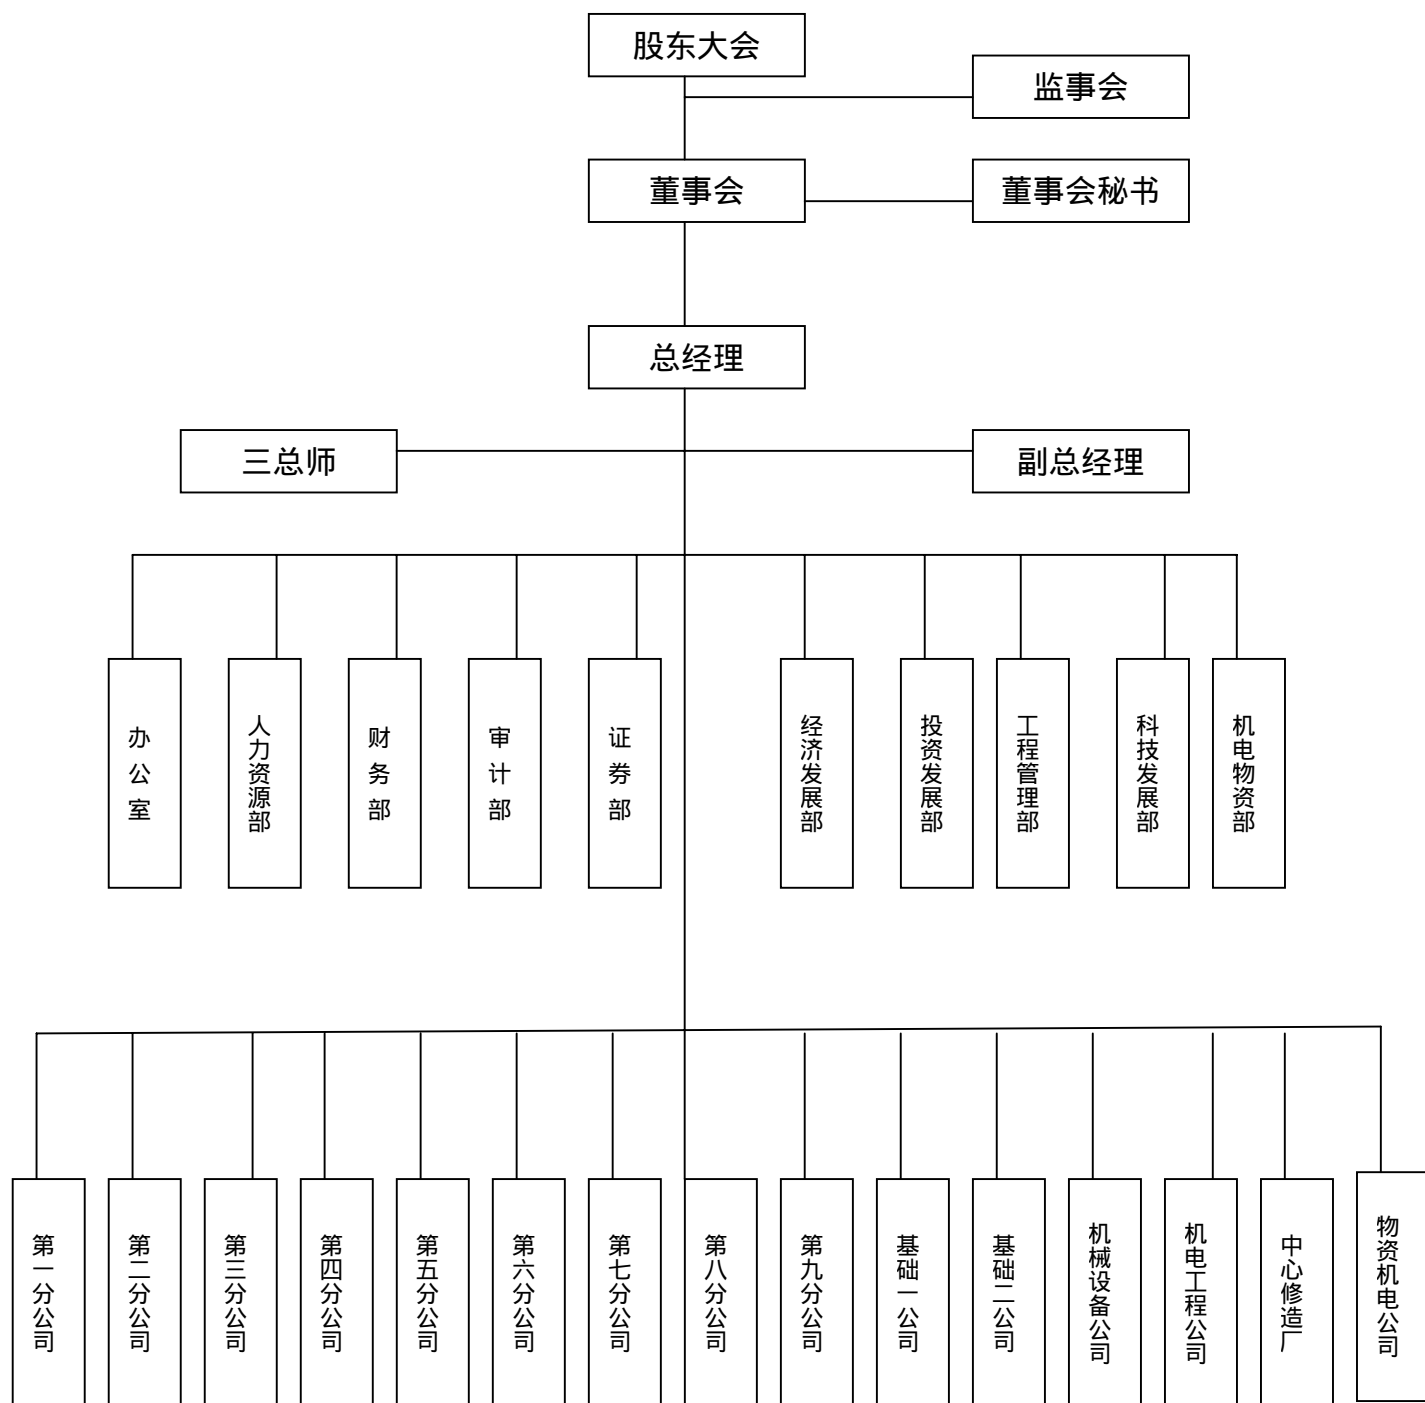 股东大会
监事会
董事会
董事会秘书
总经理
三总师
副总经理
办公室
人力资源部
财务部
审计部
证券部
经济发展部
投资发展部
工程管理部
科技发展部
机电物资部
第一分公司
第二分公司
第三分公司
第四分公司
第五分公司
第六分公司
第七分公司
第八分公司
第九分公司
基础一公司
基础二公司
机械设备公司
机电工程公司
中心修造厂
物资机电公司